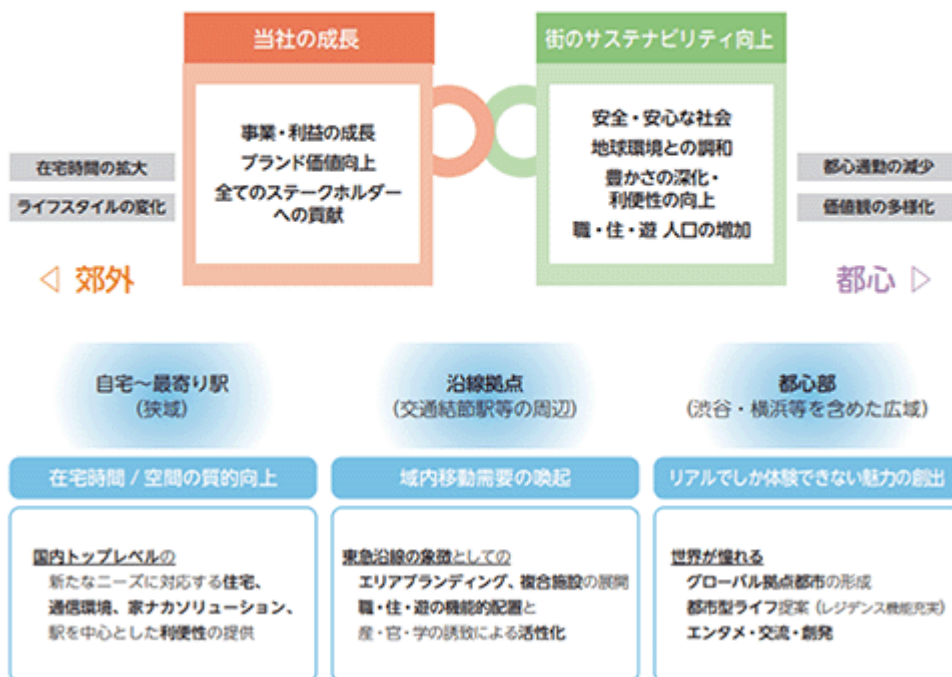 当社の成長
街のサステナビリティ向上
事業・利益の成長
ブランド価値向上
全てのステークホルダー
への貢献
安全・安心な社会
地球環境との調和
豊かさの深化・
利便性の向上
職・住・遊 人口の増加
在宅時間の拡大
ライフスタイルの変化
都心通勤の減少
価値観の多様化
◁ 郊外
都心 ▷
自宅～最寄り駅
(狭域)
沿線拠点
(交通結節駅等の周辺)
都心部
(渋谷・横浜等を含めた広域)
在宅時間 / 空間の質的向上
域内移動需要の喚起
リアルでしか体験できない魅力の創出
国内トップレベルの
新たなニーズに対応する住宅、
通信環境、家ナカソリューション、
駅を中心とした利便性の提供
東急沿線の象徴としての
エリアブランディング、複合施設の展開
職・住・遊の機能的配置と
産・官・学の誘致による活性化
世界が憧れる
グローバル拠点都市の形成
都市型ライフ提案 (レジデンス機能充実)
エンタメ・交流・創発